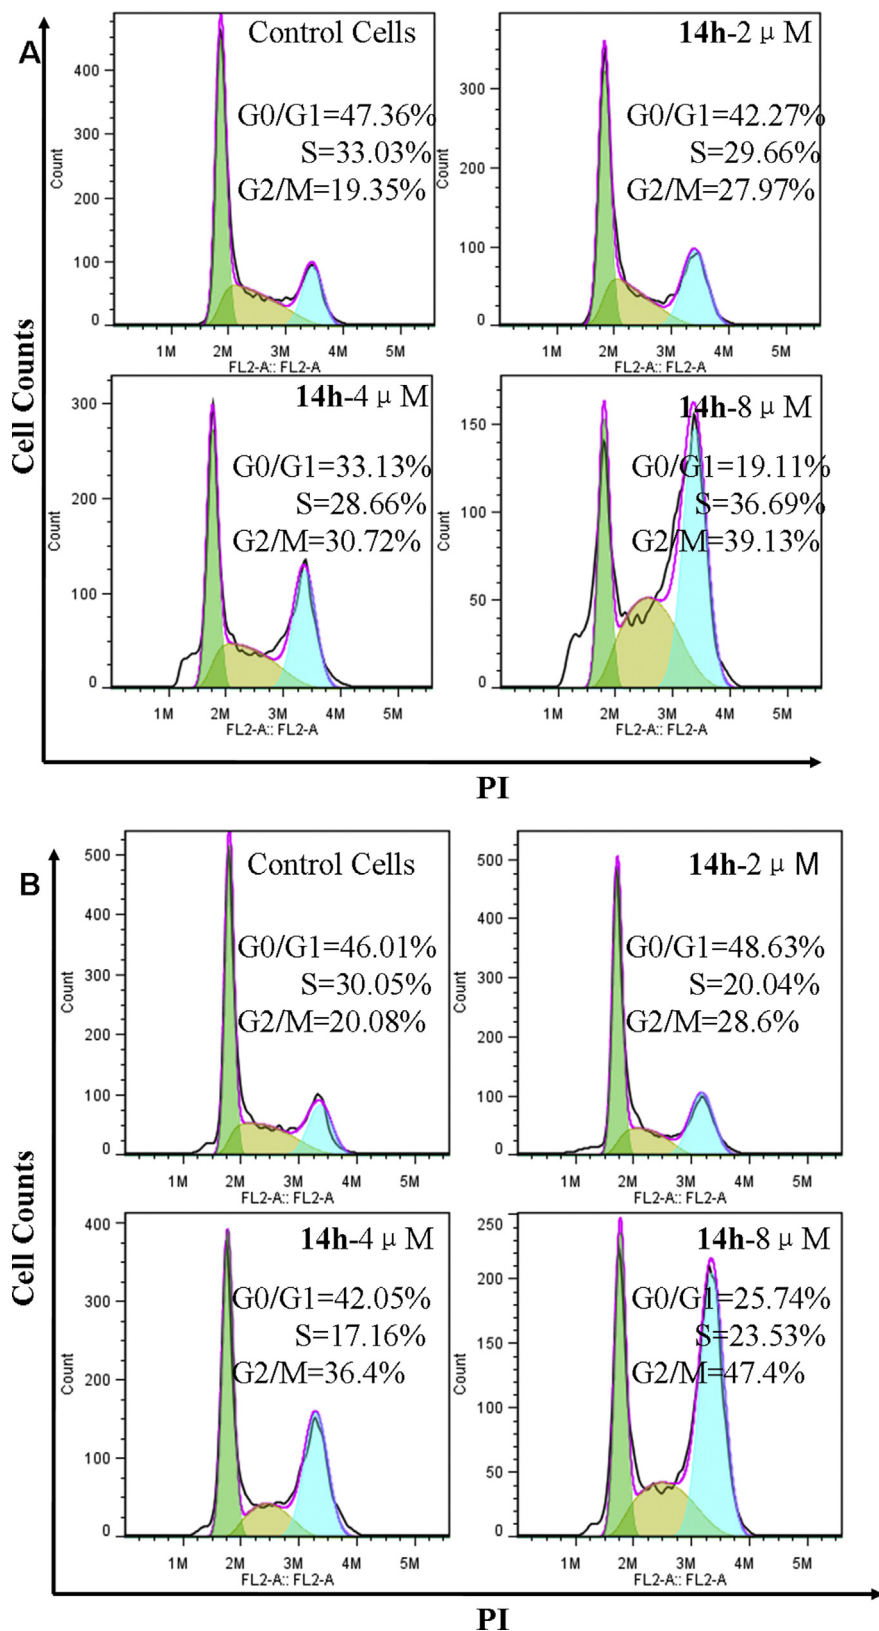 A
Cell Counts
Control Cells
G0/G1=47.36%
S=33.03%
G2/M=19.35%
Count
400
300
200
100
0
1M 2M 3M 4M 5M
FL2-A:: FL2-A
14h-2 μM
G0/G1=42.27%
S=29.66%
G2/M=27.97%
Count
300
200
100
0
1M 2M 3M 4M 5M
FL2-A:: FL2-A
14h-4 μM
G0/G1=33.13%
S=28.66%
G2/M=30.72%
Count
300
200
100
0
1M 2M 3M 4M 5M
FL2-A:: FL2-A
14h-8 μM
G0/G1=19.11%
S=36.69%
G2/M=39.13%
Count
150
100
50
0
1M 2M 3M 4M 5M
FL2-A:: FL2-A
PI
B
Cell Counts
Control Cells
G0/G1=46.01%
S=30.05%
G2/M=20.08%
Count
500
400
300
200
100
0
1M 2M 3M 4M 5M
FL2-A:: FL2-A
14h-2 μM
G0/G1=48.63%
S=20.04%
G2/M=28.6%
Count
500
400
300
200
100
0
1M 2M 3M 4M 5M
FL2-A:: FL2-A
14h-4 μM
G0/G1=42.05%
S=17.16%
G2/M=36.4%
Count
400
300
200
100
0
1M 2M 3M 4M 5M
FL2-A:: FL2-A
14h-8 μM
G0/G1=25.74%
S=23.53%
G2/M=47.4%
Count
250
200
150
100
50
0
1M 2M 3M 4M 5M
FL2-A:: FL2-A
PI